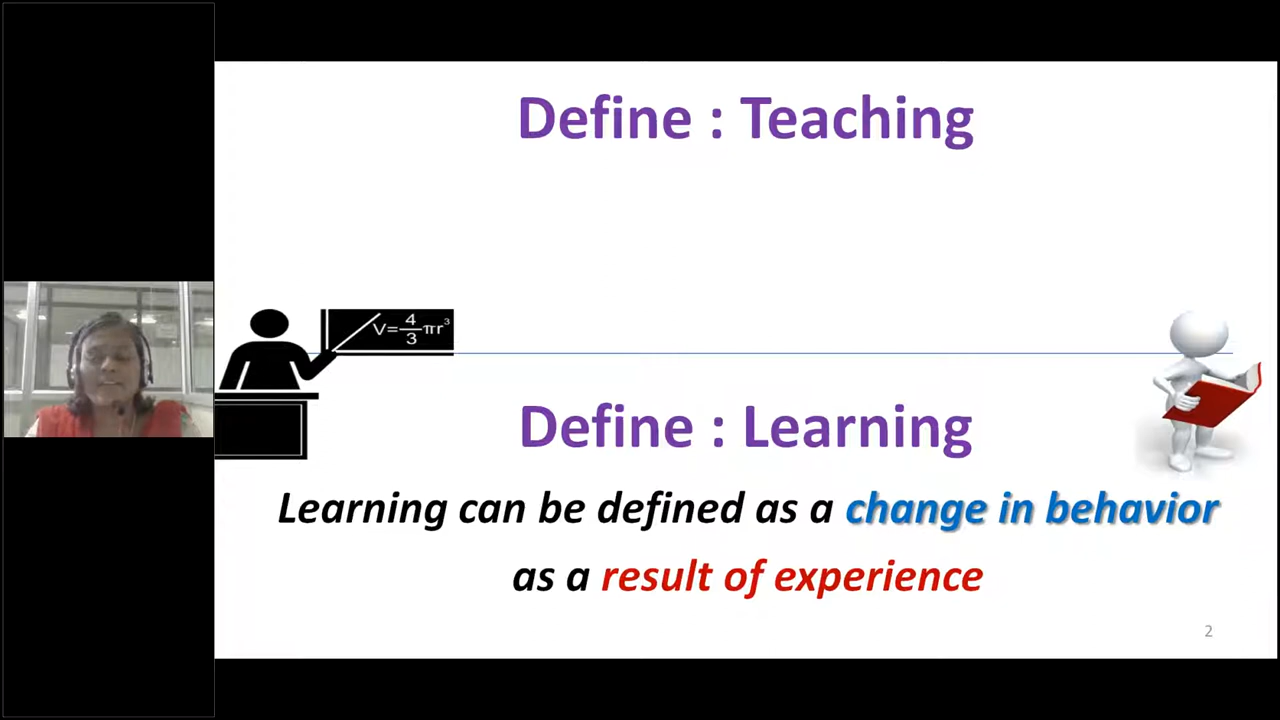 Define : Teaching
V=4/3πr³
Define : Learning
Learning can be defined as a change in behavior
as a result of experience
2